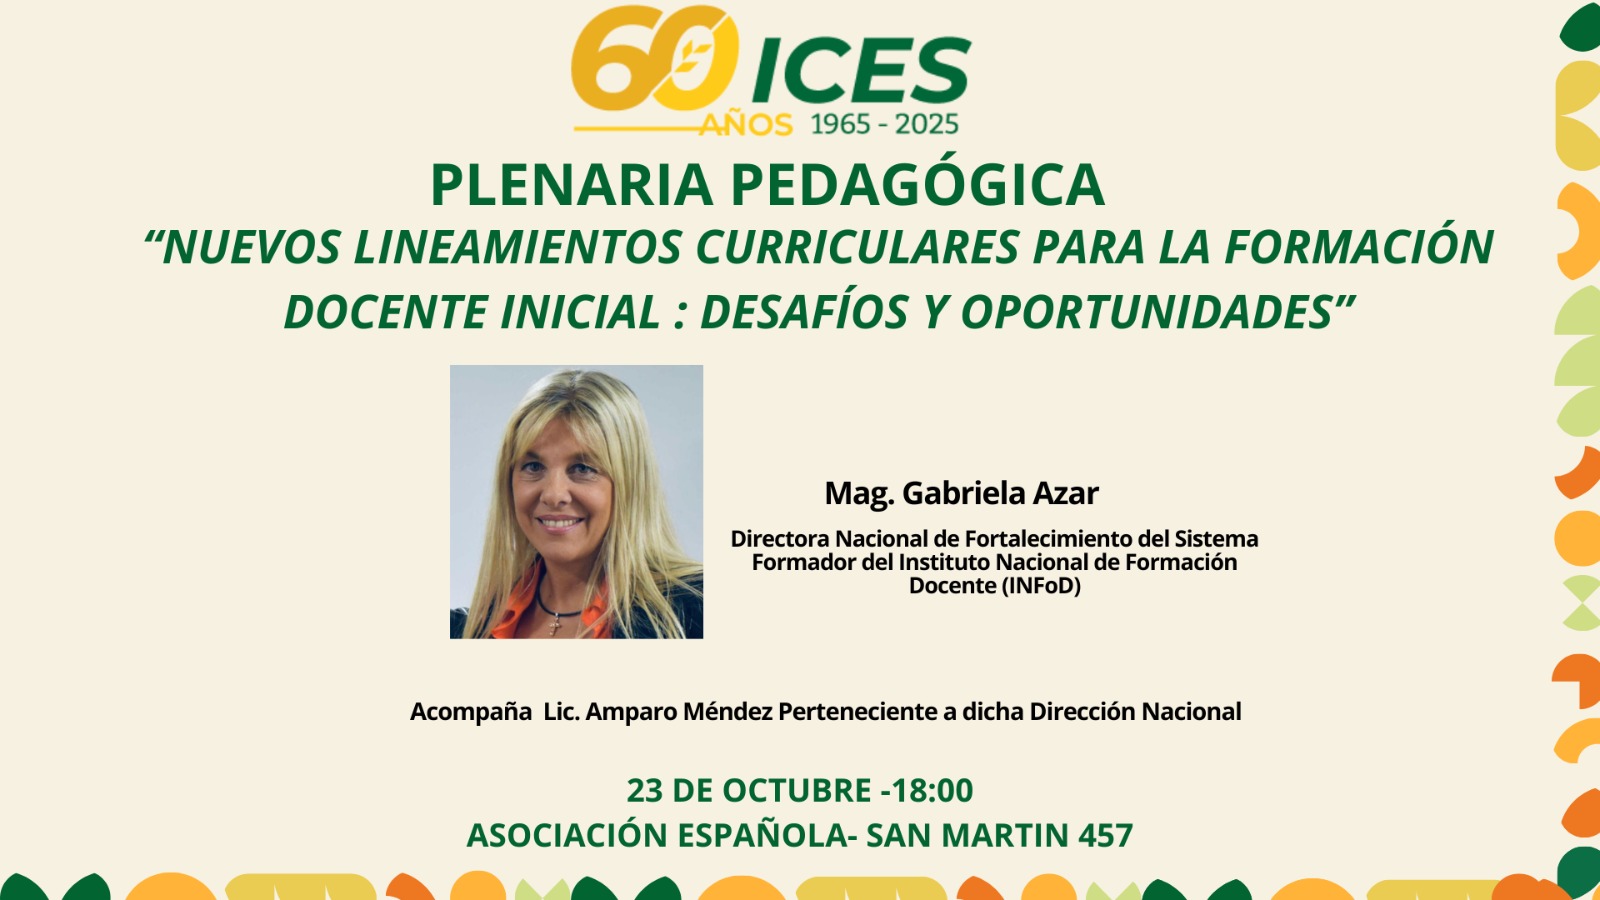 60 ICES
AÑOS 1965 - 2025
PLENARIA PEDAGÓGICA
“NUEVOS LINEAMIENTOS CURRICULARES PARA LA FORMACIÓN
DOCENTE INICIAL : DESAFÍOS Y OPORTUNIDADES”
Mag. Gabriela Azar
Directora Nacional de Fortalecimiento del Sistema
Formador del Instituto Nacional de Formación
Docente (INFoD)
Acompaña  Lic. Amparo Méndez Perteneciente a dicha Dirección Nacional
23 DE OCTUBRE -18:00
ASOCIACIÓN ESPAÑOLA- SAN MARTIN 457